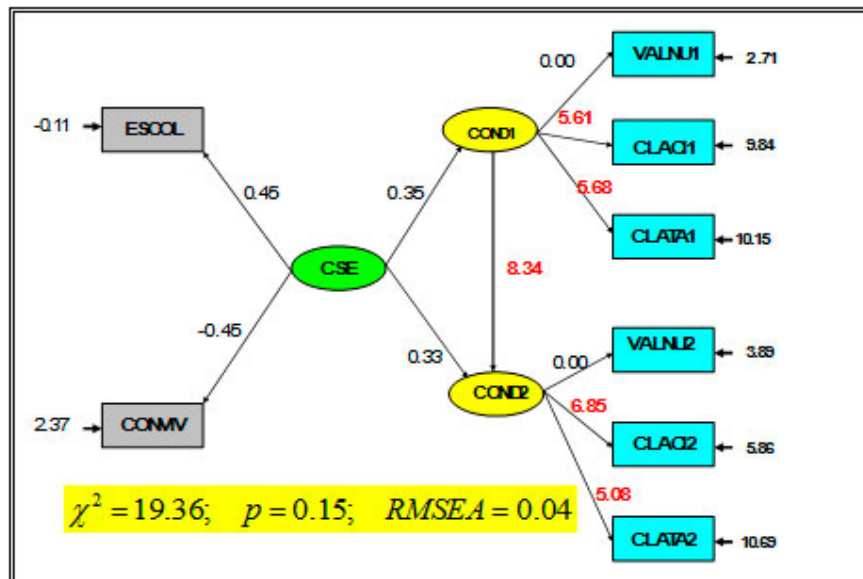 VALNU1
0.00
2.71
-0.11
ESCOL
COND1
5.61
CLACI1
9.84
0.45
0.35
5.68
CLATA1
10.15
CSE
8.34
-0.45
0.33
VALNU2
0.00
3.89
COND2
6.85
2.37
CONVIV
CLACI2
5.86
5.08
χ² = 19.36; p = 0.15; RMSEA = 0.04
CLATA2
10.69